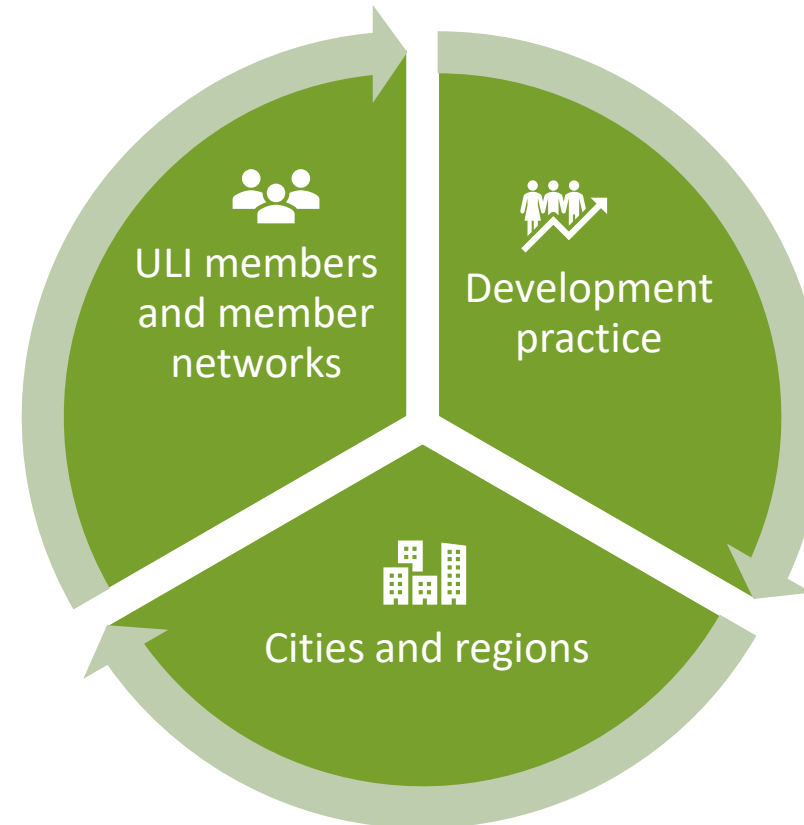 ULI members
and member
networks
Development
practice
Cities and regions